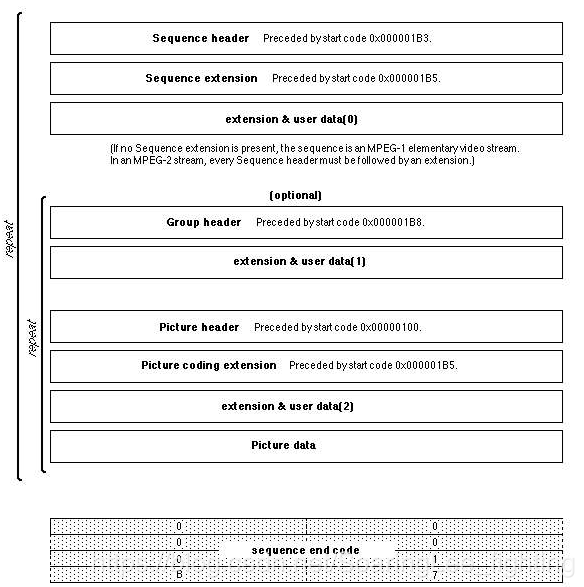 Sequence header Preceded by start code 0x000001B3.
Sequence extension Preceded by start code 0x000001B5.
extension & user data(0)
(If no Sequence extension is present, the sequence is an MPEG-1 elementary video stream.
In an MPEG-2 stream, every Sequence header must be followed by an extension.)
(optional)
Group header Preceded by start code 0x000001B8.
extension & user data(1)
repeat
repeat
Picture header Preceded by start code 0x00000100.
Picture coding extension Preceded by start code 0x000001B5.
extension & user data(2)
Picture data
0 0
0 0
sequence end code
0 1
B 7